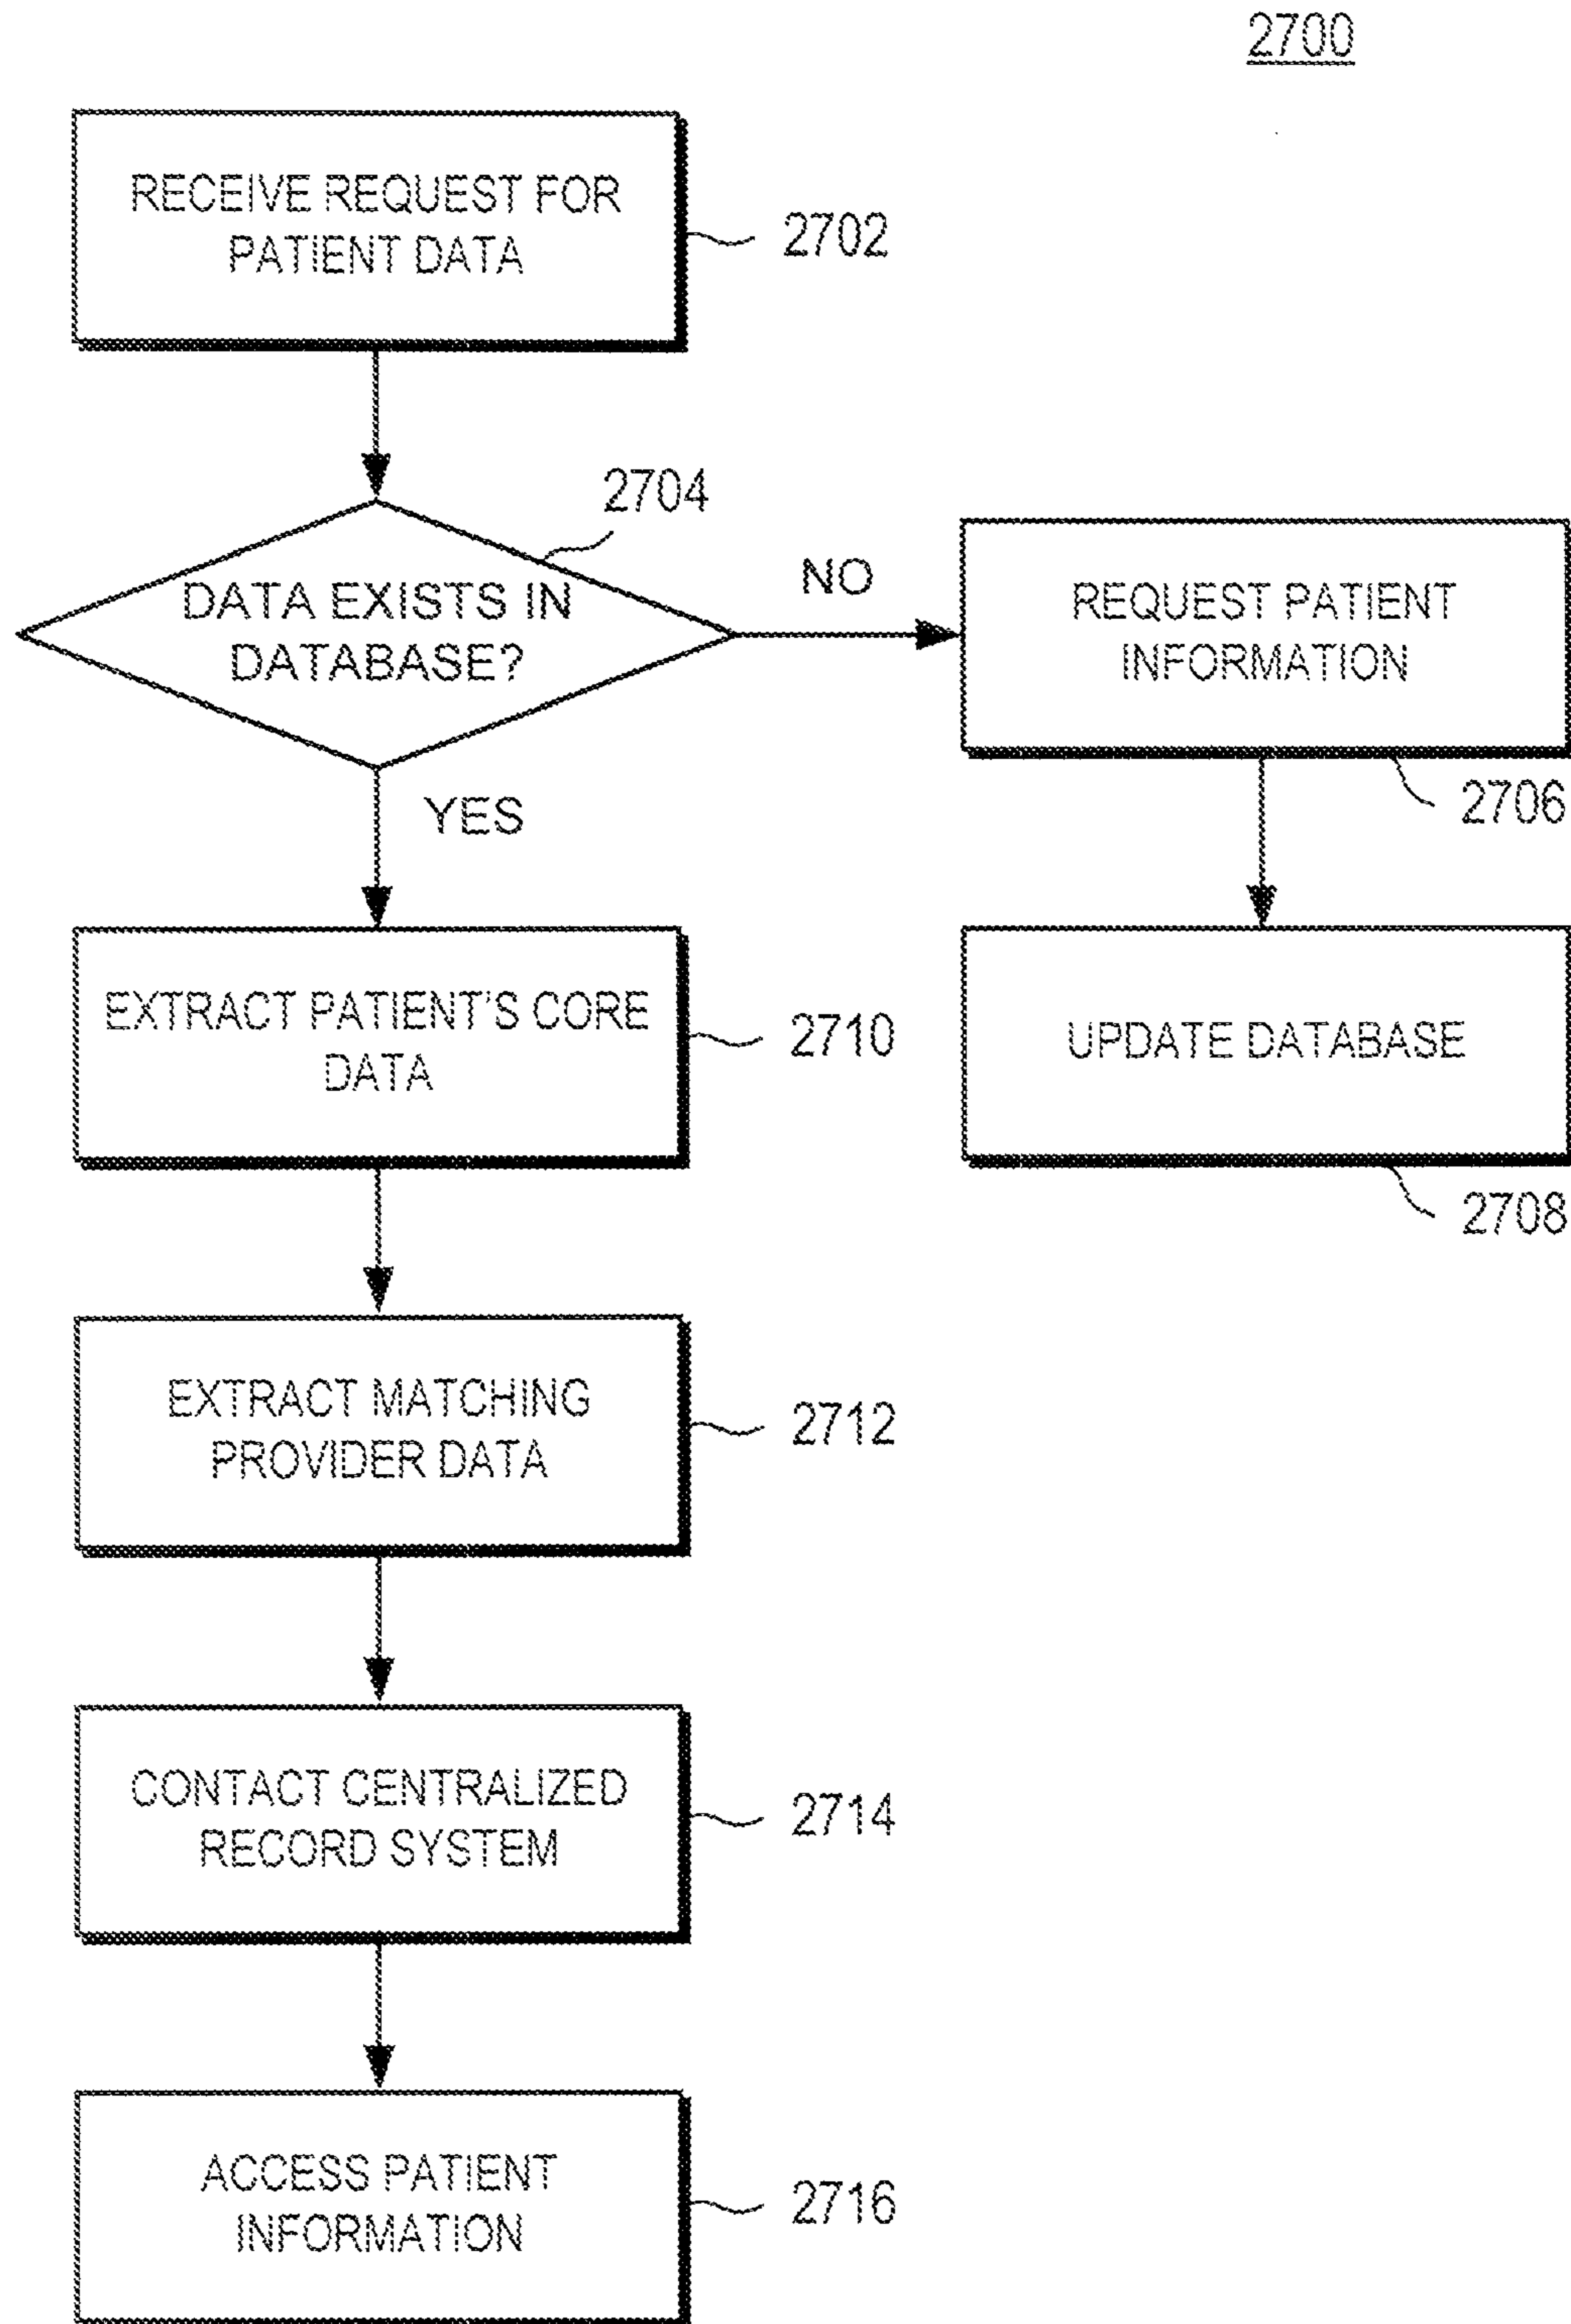 2700
RECEIVE REQUEST FOR
PATIENT DATA
2702
2704
DATA EXISTS IN
DATABASE?
NO
REQUEST PATIENT
INFORMATION
2706
YES
EXTRACT PATIENT'S CORE
DATA
2710
UPDATE DATABASE
2708
EXTRACT MATCHING
PROVIDER DATA
2712
CONTACT CENTRALIZED
RECORD SYSTEM
2714
ACCESS PATIENT
INFORMATION
2716